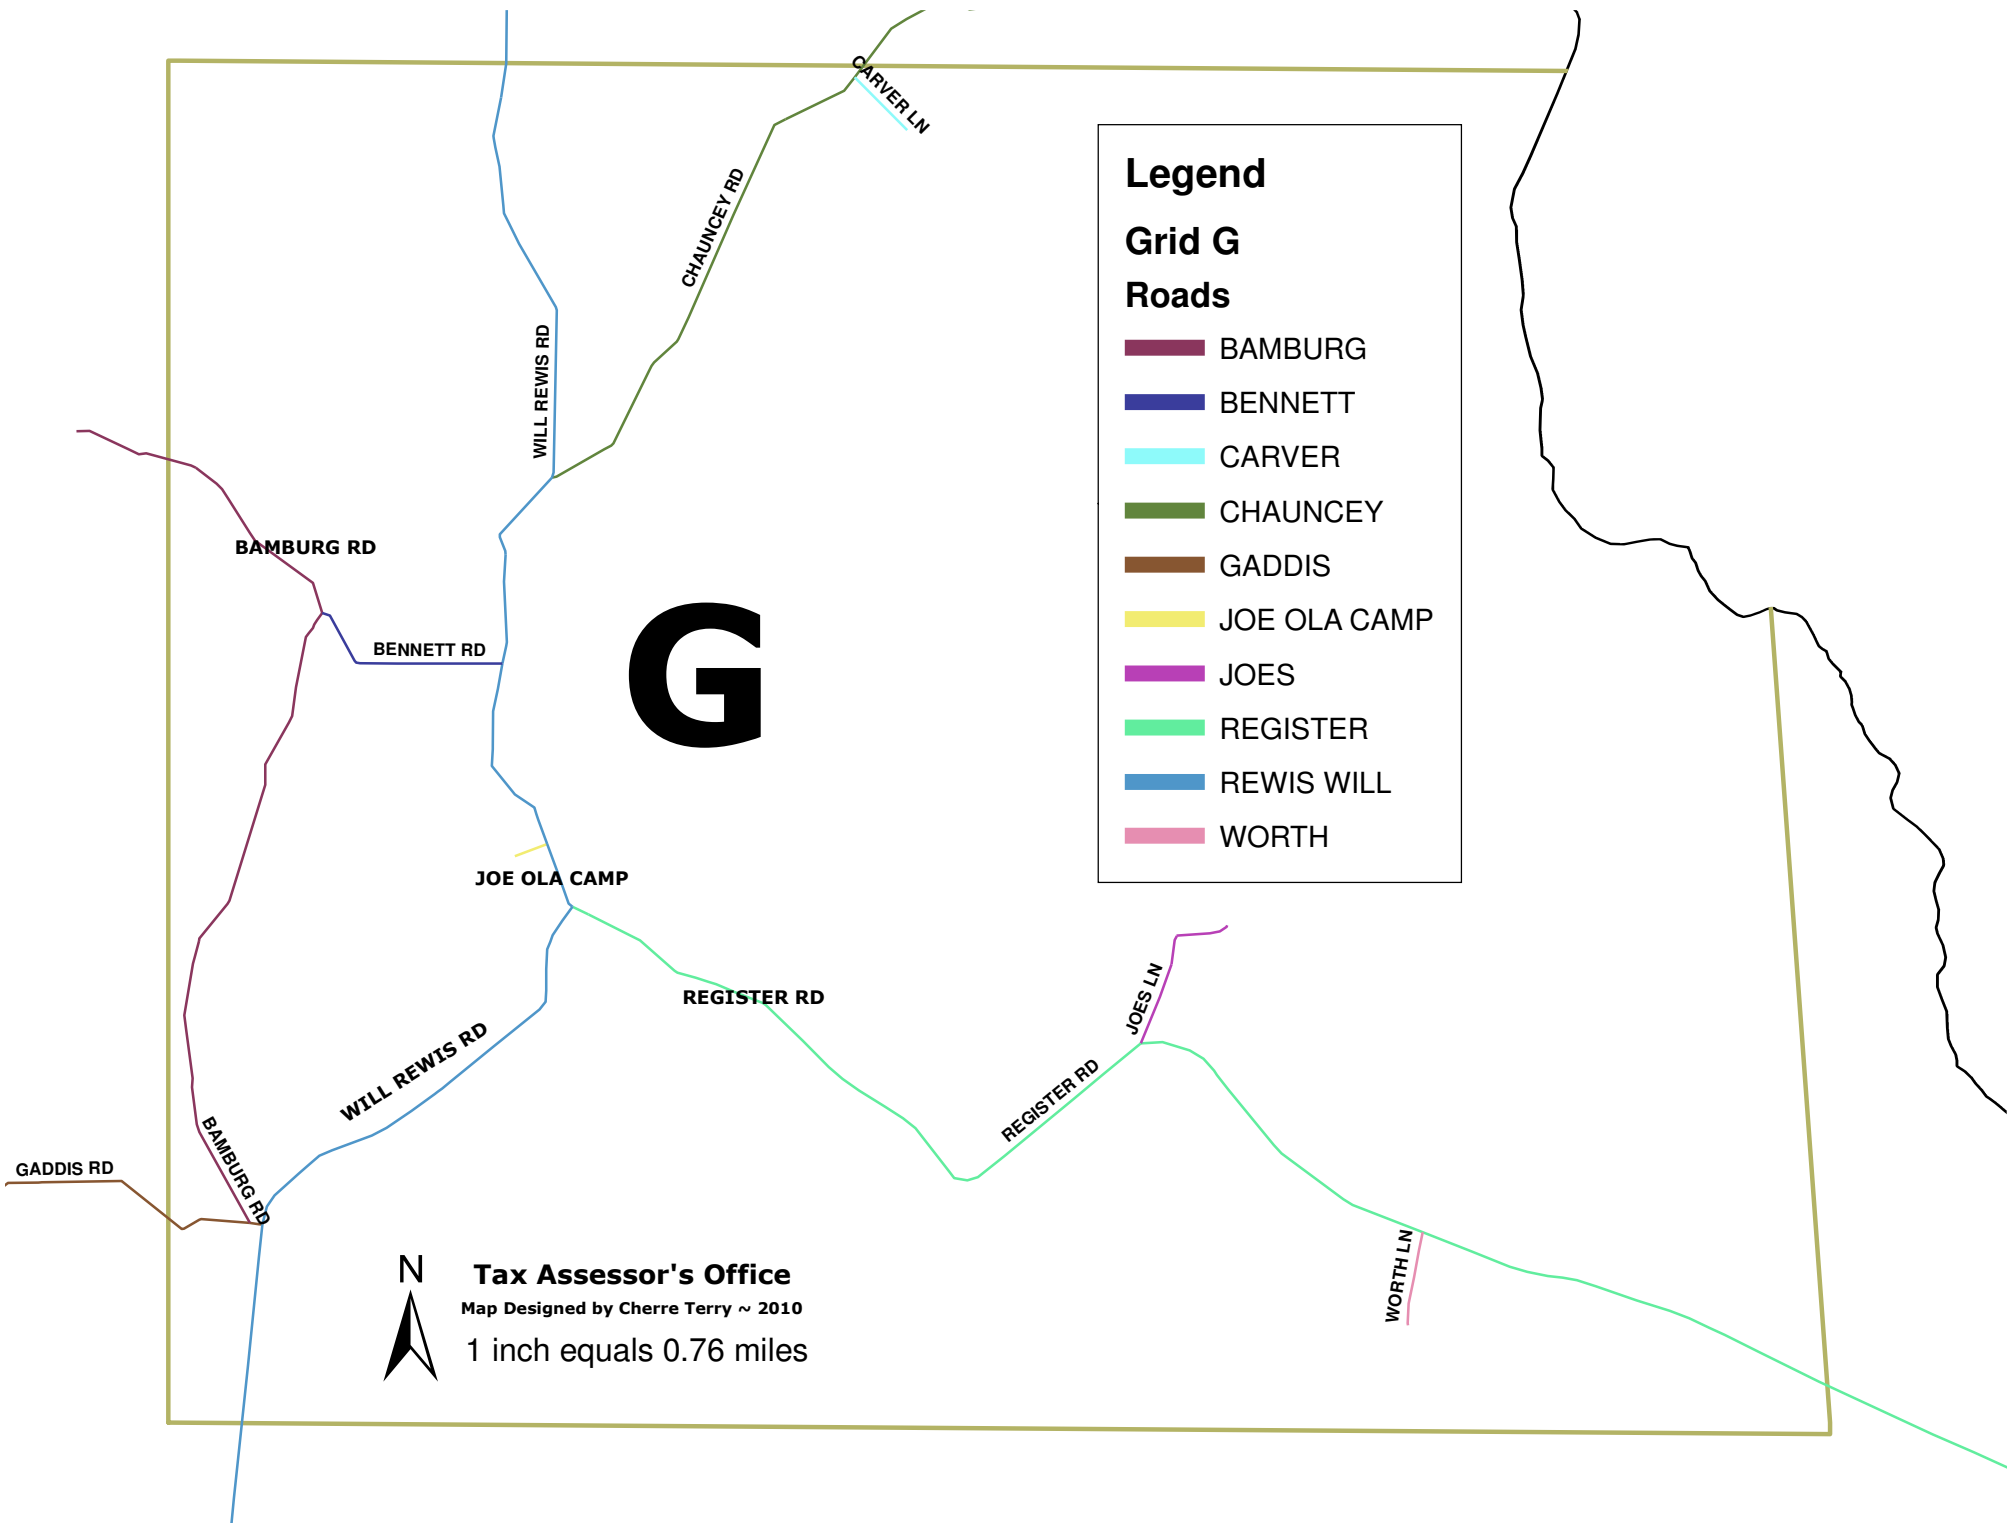 CARVER LN
CHAUNCEY RD
WILL REWIS RD
BAMBURG RD
BENNETT RD
G
JOE OLA CAMP
REGISTER RD
JOES LN
REGISTER RD
WILL REWIS RD
BAMBURG RD
GADDIS RD
WORTH LN
Legend
Grid G
Roads
BAMBURG
BENNETT
CARVER
CHAUNCEY
GADDIS
JOE OLA CAMP
JOES
REGISTER
REWIS WILL
WORTH
N
Tax Assessor's Office
Map Designed by Cherre Terry ~ 2010
1 inch equals 0.76 miles